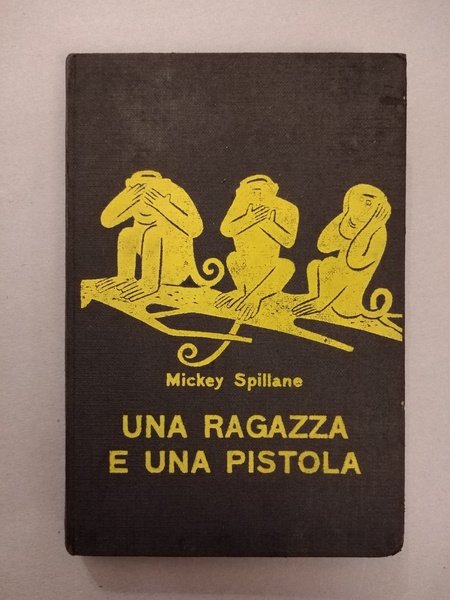 Mickey Spillane
UNA RAGAZZA
E UNA PISTOLA